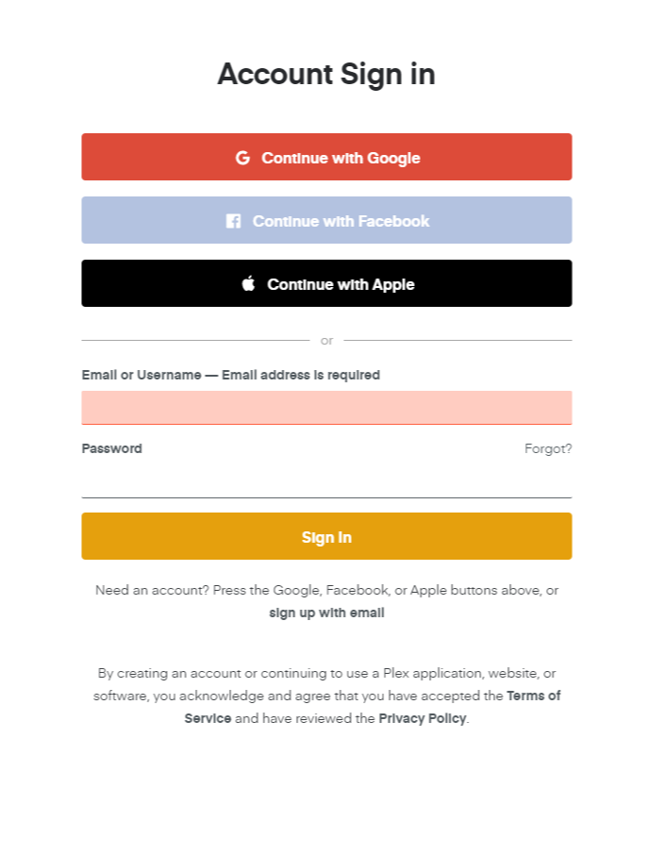 Account Sign in
Continue with Google
Continue with Facebook
Continue with Apple
or
Email or Username — Email address is required
Password Forgot?
Sign In
Need an account? Press the Google, Facebook, or Apple buttons above, or
sign up with email
By creating an account or continuing to use a Plex application, website, or
software, you acknowledge and agree that you have accepted the Terms of
Service and have reviewed the Privacy Policy.